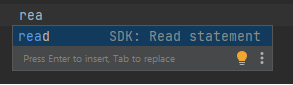 rea
read SDK: Read statement
Press Enter to insert, Tab to replace